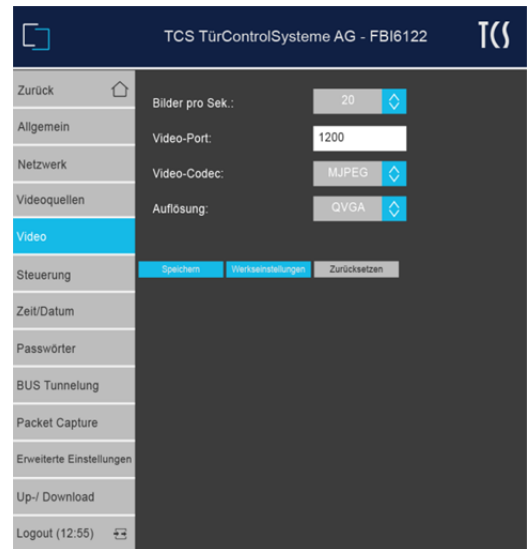 TCS TürControlSysteme AG - FBI6122
TCS
Zurück
Allgemein
Netzwerk
Videoquellen
Video
Steuerung
Zeit/Datum
Passwörter
BUS Tunnelung
Packet Capture
Erweiterte Einstellungen
Up-/ Download
Logout (12:55)
Bilder pro Sek.: 20
Video-Port: 1200
Video-Codec: MJPEG
Auflösung: QVGA
Speichern Werkseinstellungen Zurücksetzen